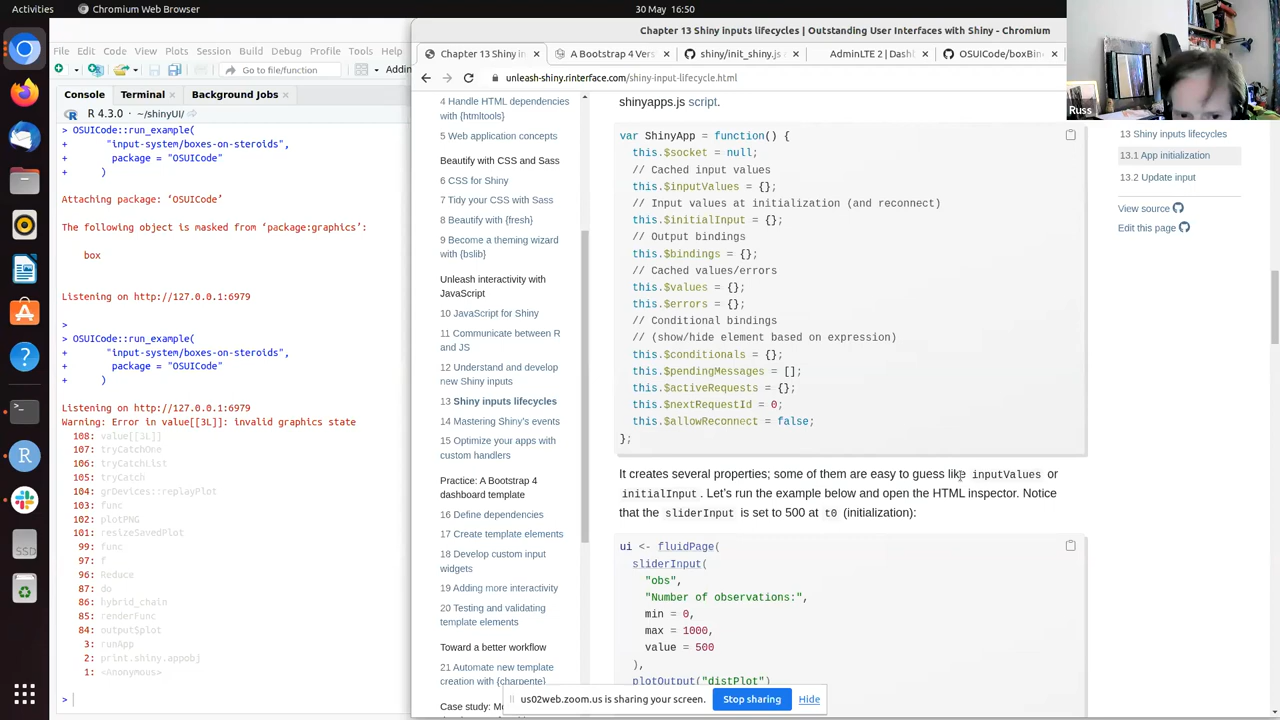 Activities
Chromium Web Browser
30 May 16:50
File Edit Code View Plots Session Build Debug Profile Tools Help
Go to file/function
Addin
Console Terminal Background Jobs
R 4.3.0 · ~/shinyUI/
> OSUICode::run_example(
+ "input-system/boxes-on-steroids",
+ package = "OSUICode"
+ )
Attaching package: ‘OSUICode’
The following object is masked from ‘package:graphics’:
box
Listening on http://127.0.0.1:6979
>
> OSUICode::run_example(
+ "input-system/boxes-on-steroids",
+ package = "OSUICode"
+ )
Listening on http://127.0.0.1:6979
Warning: Error in value[[3L]]: invalid graphics state
108: value[[3L]]
107: tryCatchOne
106: tryCatchList
105: tryCatch
104: grDevices::replayPlot
103: func
102: plotPNG
101: resizeSavedPlot
99: func
97: f
96: Reduce
87: do
86: hybrid_chain
85: renderFunc
84: output$plot
3: runApp
2: print.shiny.appobj
1: <Anonymous>
>
SSD
Chapter 13 Shiny inputs lifecycles | Outstanding User Interfaces with Shiny - Chromium
Chapter 13 Shiny in
A Bootstrap 4 Vers
shiny/init_shiny.js
AdminLTE 2 | Dash
OSUICode/boxBin
unleash-shiny.rinterface.com/shiny-input-lifecycle.html
4 Handle HTML dependencies
with {htmltools}
5 Web application concepts
Beautify with CSS and Sass
6 CSS for Shiny
7 Tidy your CSS with Sass
8 Beautify with {fresh}
9 Become a theming wizard
with {bslib}
Unleash interactivity with
JavaScript
10 JavaScript for Shiny
11 Communicate between R
and JS
12 Understand and develop
new Shiny inputs
13 Shiny inputs lifecycles
14 Mastering Shiny's events
15 Optimize your apps with
custom handlers
Practice: A Bootstrap 4
dashboard template
16 Define dependencies
17 Create template elements
18 Develop custom input
widgets
19 Adding more interactivity
20 Testing and validating
template elements
Toward a better workflow
21 Automate new template
creation with {charpente}
Case study: M
shinyapps.js script.
var ShinyApp = function() {
this.$socket = null;
// Cached input values
this.$inputValues = {};
// Input values at initialization (and reconnect)
this.$initialInput = {};
// Output bindings
this.$bindings = {};
// Cached values/errors
this.$values = {};
this.$errors = {};
// Conditional bindings
// (show/hide element based on expression)
this.$conditionals = {};
this.$pendingMessages = [];
this.$activeRequests = {};
this.$nextRequestId = 0;
this.$allowReconnect = false;
};
It creates several properties; some of them are easy to guess like inputValues or
initialInput. Let's run the example below and open the HTML inspector. Notice
that the sliderInput is set to 500 at t0 (initialization):
ui <- fluidPage(
sliderInput(
"obs",
"Number of observations:",
min = 0,
max = 1000,
value = 500
),
plotOutput("distPlot")
13 Shiny inputs lifecycles
13.1 App initialization
13.2 Update input
View source
Edit this page
Russ
us02web.zoom.us is sharing your screen.
Stop sharing
Hide